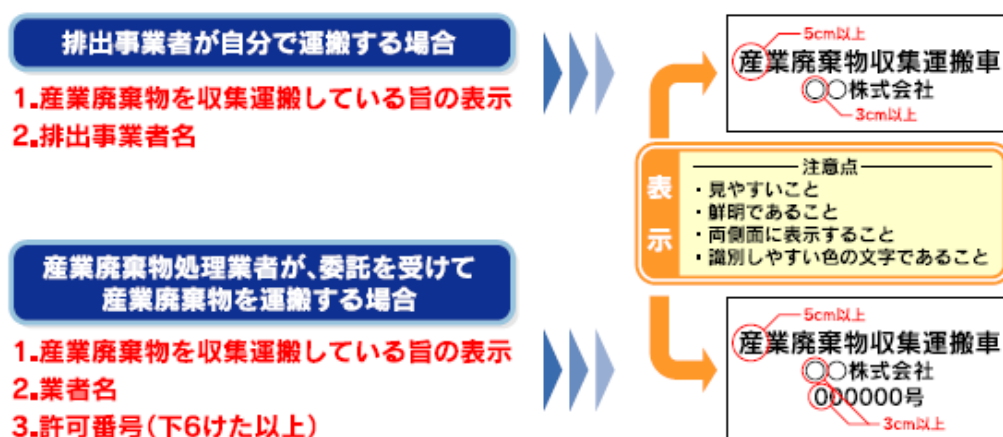 排出事業者が自分で運搬する場合
1.産業廃棄物を収集運搬している旨の表示
2.排出事業者名
5cm以上
産業廃棄物収集運搬車
○○株式会社
3cm以上
表示
注意点
・見やすいこと
・鮮明であること
・両側面に表示すること
・識別しやすい色の文字であること
産業廃棄物処理業者が、委託を受けて
産業廃棄物を運搬する場合
1.産業廃棄物を収集運搬している旨の表示
2.業者名
3.許可番号(下6けた以上)
5cm以上
産業廃棄物収集運搬車
○○株式会社
000000号
3cm以上